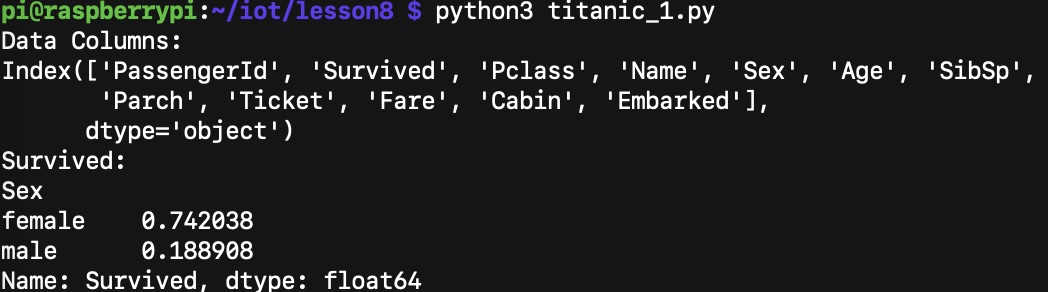 pi@raspberrypi:~/iot/lesson8 $ python3 titanic_1.py
Data Columns:
Index(['PassengerId', 'Survived', 'Pclass', 'Name', 'Sex', 'Age', 'SibSp',
       'Parch', 'Ticket', 'Fare', 'Cabin', 'Embarked'],
      dtype='object')
Survived:
Sex
female    0.742038
male      0.188908
Name: Survived, dtype: float64